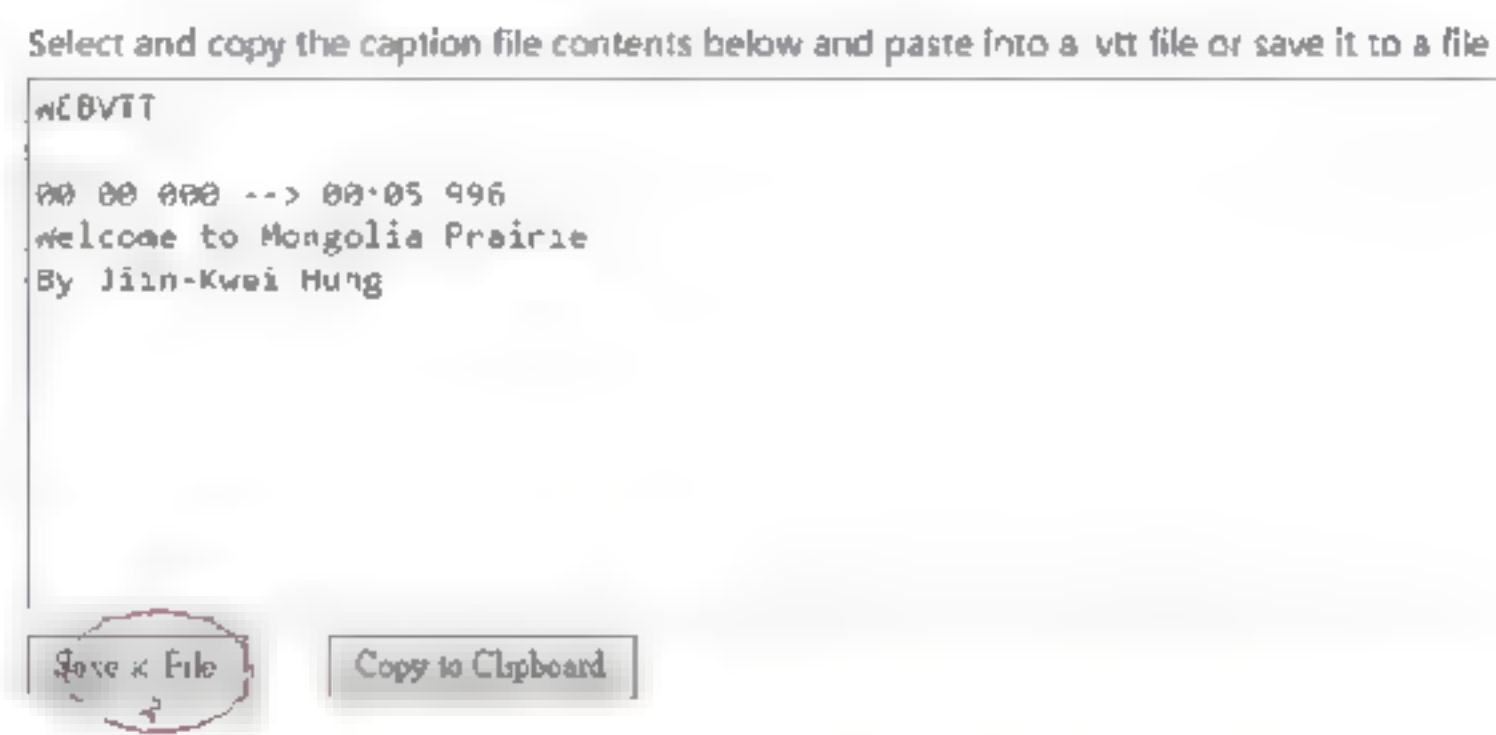 Select and copy the caption file contents below and paste into a .vtt file or save it to a file
WEBVTT
00:00.000 --> 00:05.996
Welcome to Mongolia Prairie
By Jiin-Kwei Hung
Save to File
Copy to Clipboard